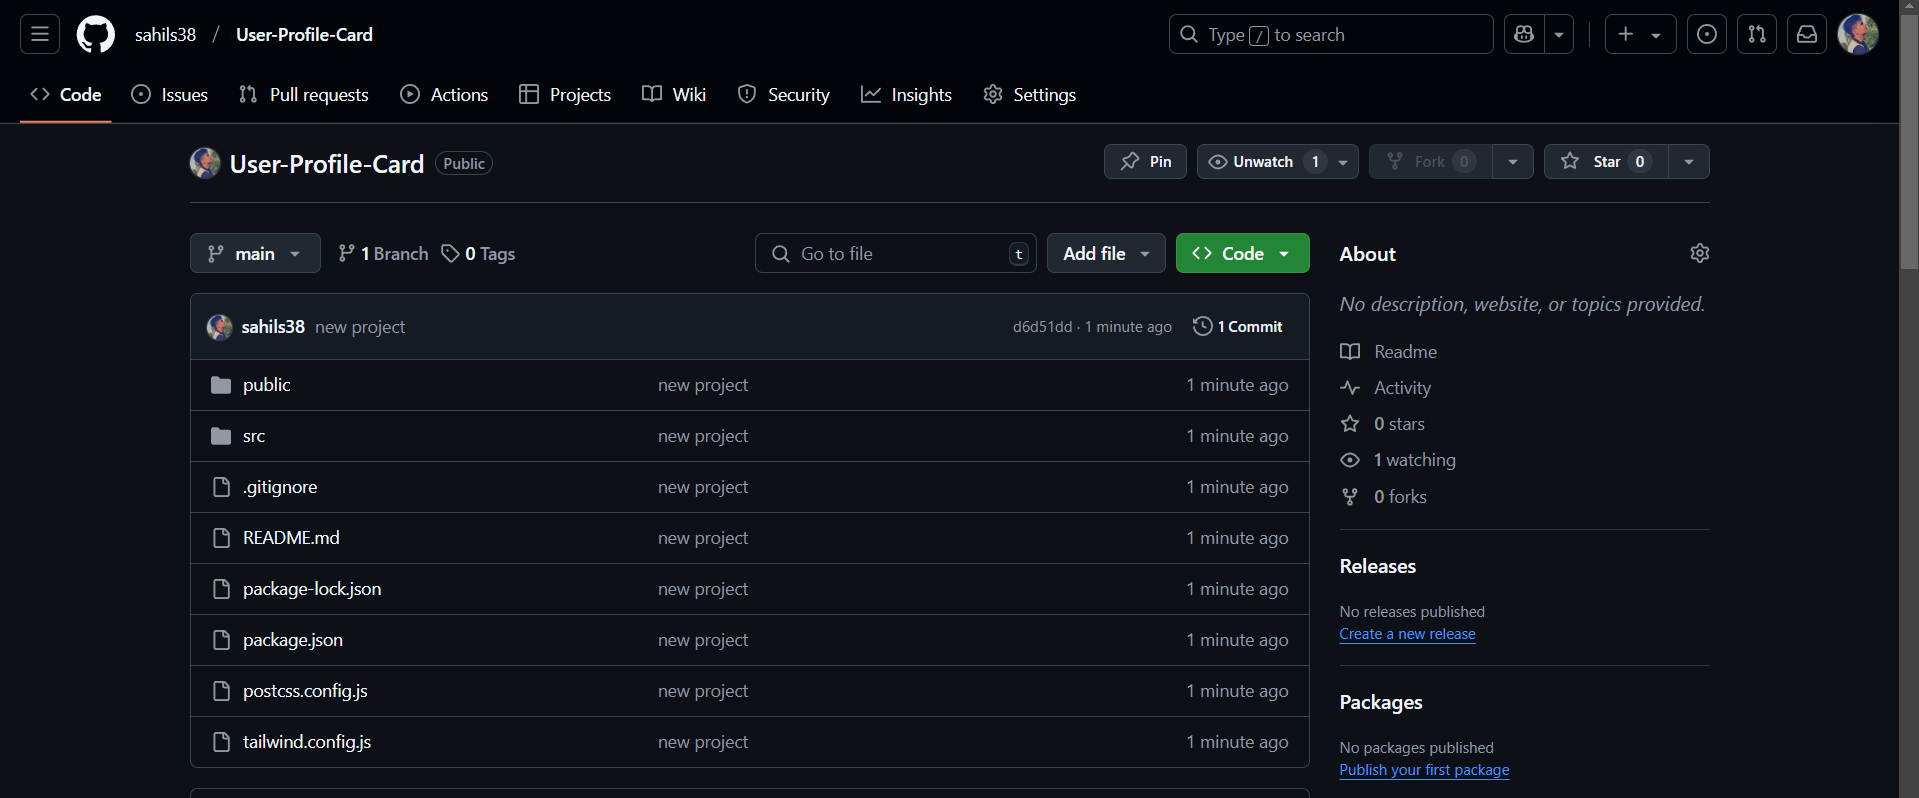 sahils38 / User-Profile-Card
Type / to search
Code Issues Pull requests Actions Projects Wiki Security Insights Settings
User-Profile-Card Public
Pin Unwatch 1 Fork 0 Star 0
main 1 Branch 0 Tags Go to file t Add file Code
sahils38 new project d6d51dd · 1 minute ago 1 Commit
public new project 1 minute ago
src new project 1 minute ago
.gitignore new project 1 minute ago
README.md new project 1 minute ago
package-lock.json new project 1 minute ago
package.json new project 1 minute ago
postcss.config.js new project 1 minute ago
tailwind.config.js new project 1 minute ago
About
No description, website, or topics provided.
Readme
Activity
0 stars
1 watching
0 forks
Releases
No releases published
Create a new release
Packages
No packages published
Publish your first package